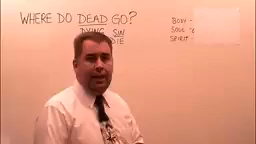 WHERE DO DEAD GO?
DYING SIN
DIE
BODY -
SOUL -
SPIRIT -